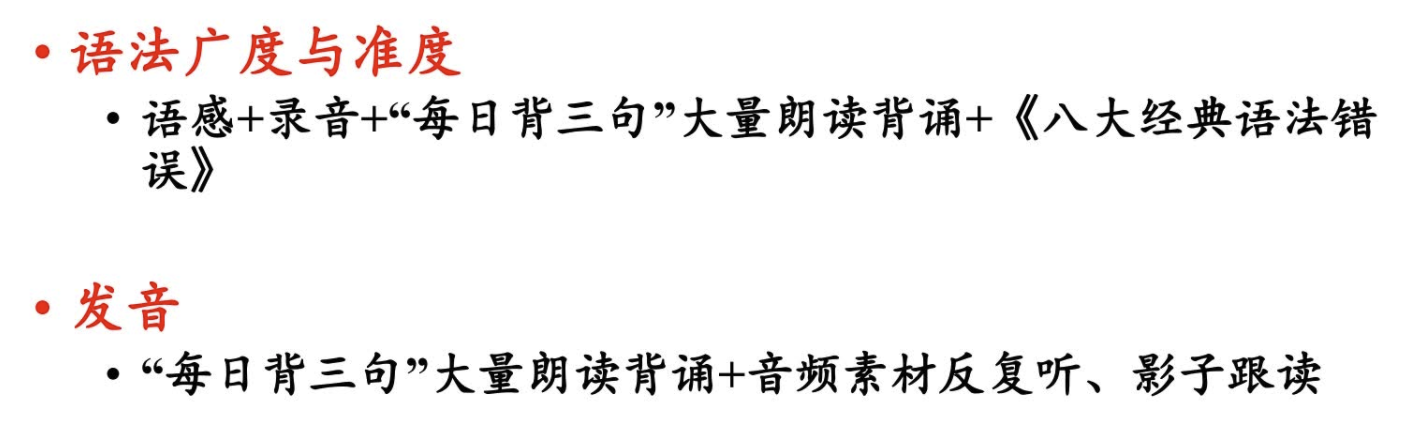 • 语法广度与准度
• 语感+录音+“每日背三句”大量朗读背诵+《八大经典语法错
误》
• 发音
• “每日背三句”大量朗读背诵+音频素材反复听、影子跟读